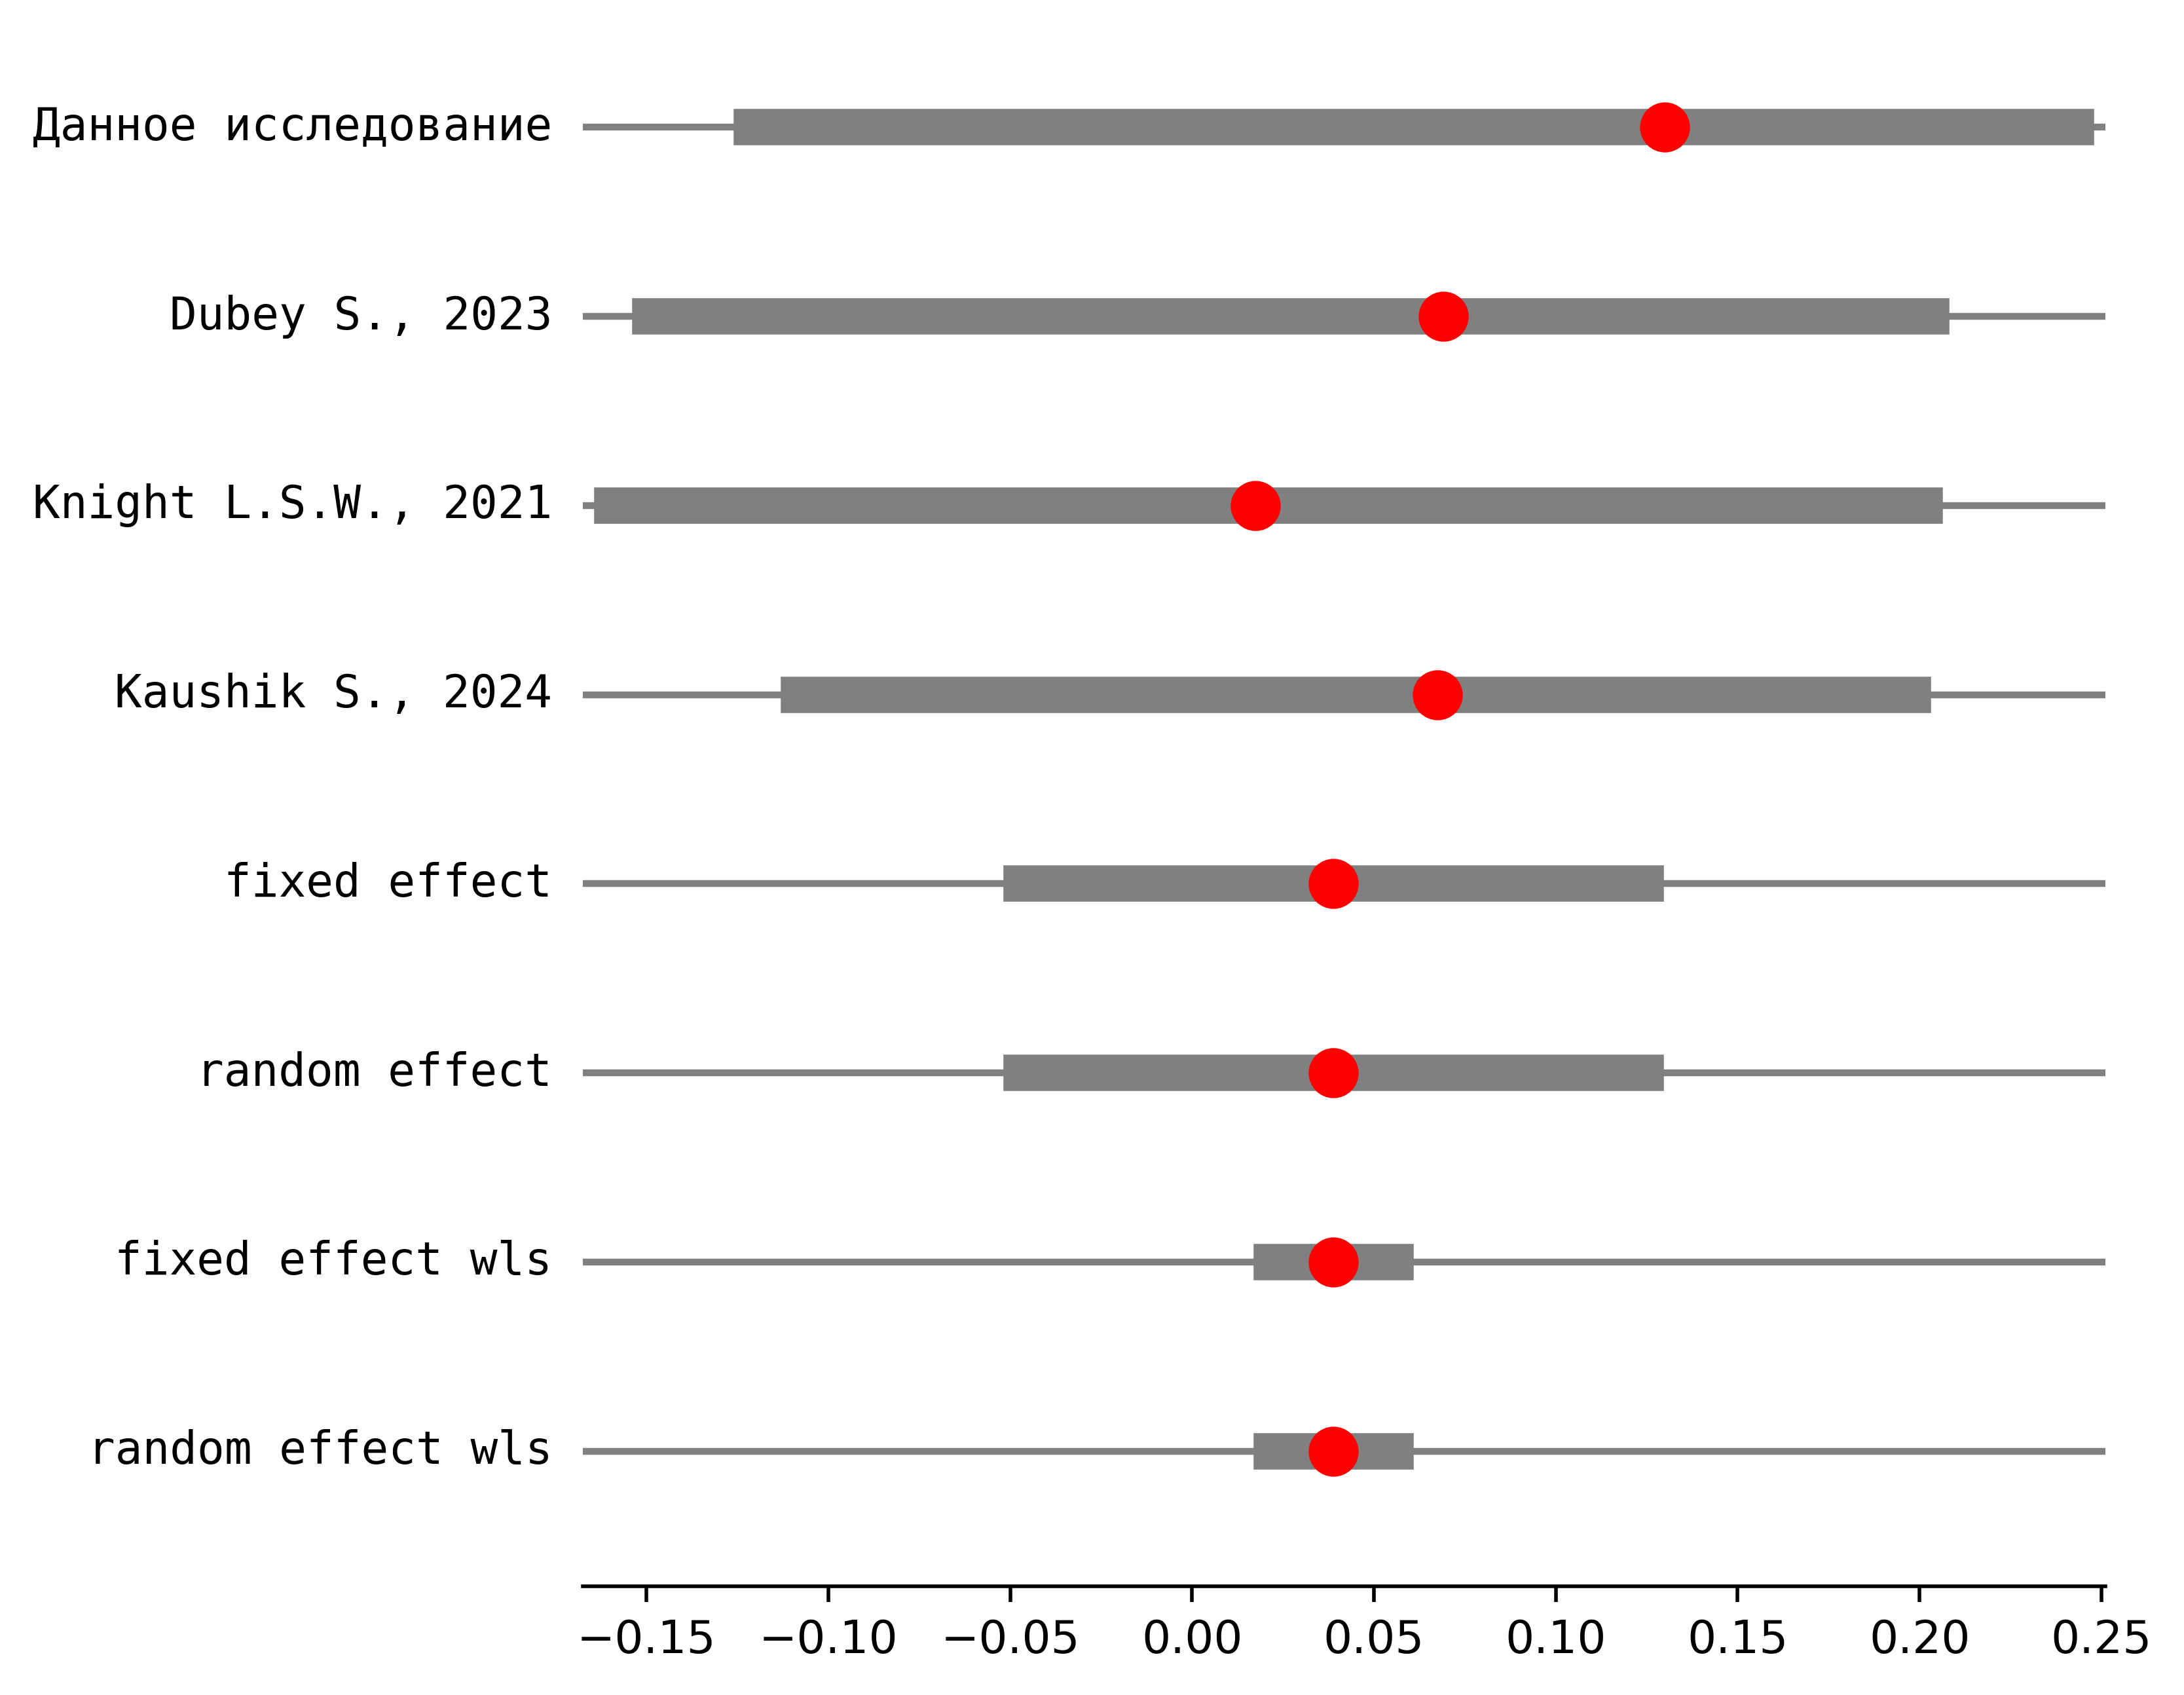 Данное исследование
Dubey S., 2023
Knight L.S.W., 2021
Kaushik S., 2024
fixed effect
random effect
fixed effect wls
random effect wls
−0.15 −0.10 −0.05 0.00 0.05 0.10 0.15 0.20 0.25